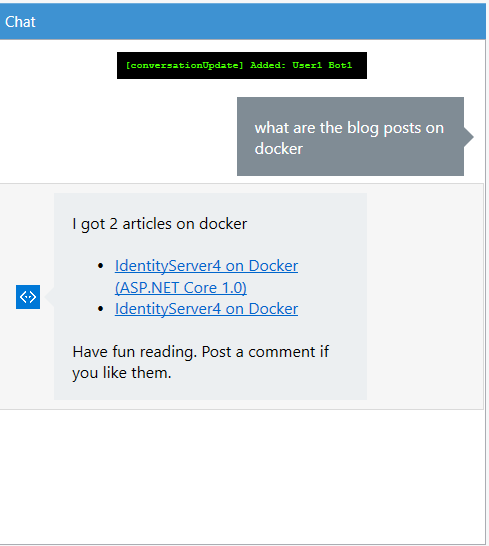 Chat
[conversationUpdate] Added: User1 Bot1
what are the blog posts on
docker
I got 2 articles on docker
• IdentityServer4 on Docker
(ASP.NET Core 1.0)
• IdentityServer4 on Docker
Have fun reading. Post a comment if
you like them.